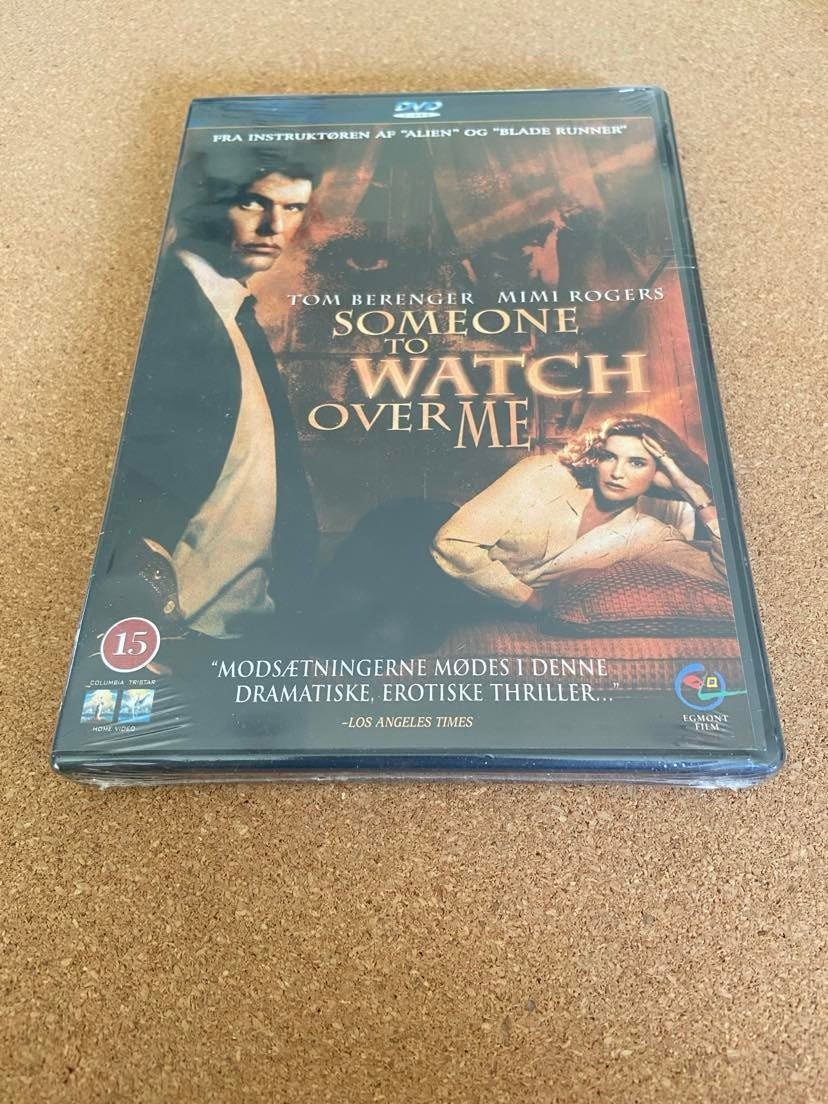 DVD
VIDEO
FRA INSTRUKTØREN AF "ALIEN" OG "BLADE RUNNER"
TOM BERENGER MIMI ROGERS
SOMEONE
TO
WATCH
OVER ME
15
COLUMBIA TRISTAR
HOME VIDEO
"MODSÆTNINGERNE MØDES I DENNE
DRAMATISKE, EROTISKE THRILLER..."
–LOS ANGELES TIMES
EGMONT
FILM